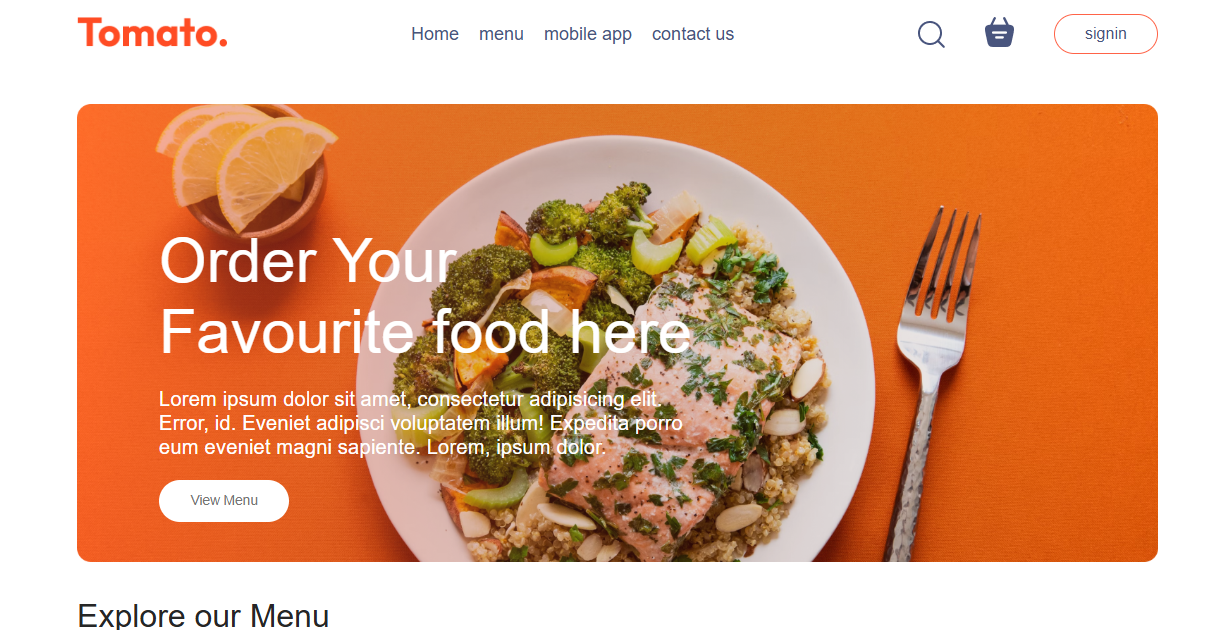 Tomato.
Home menu mobile app contact us
signin
Order Your
Favourite food here
Lorem ipsum dolor sit amet, consectetur adipisicing elit.
Error, id. Eveniet adipisci voluptatem illum! Expedita porro
eum eveniet magni sapiente. Lorem, ipsum dolor.
View Menu
Explore our Menu